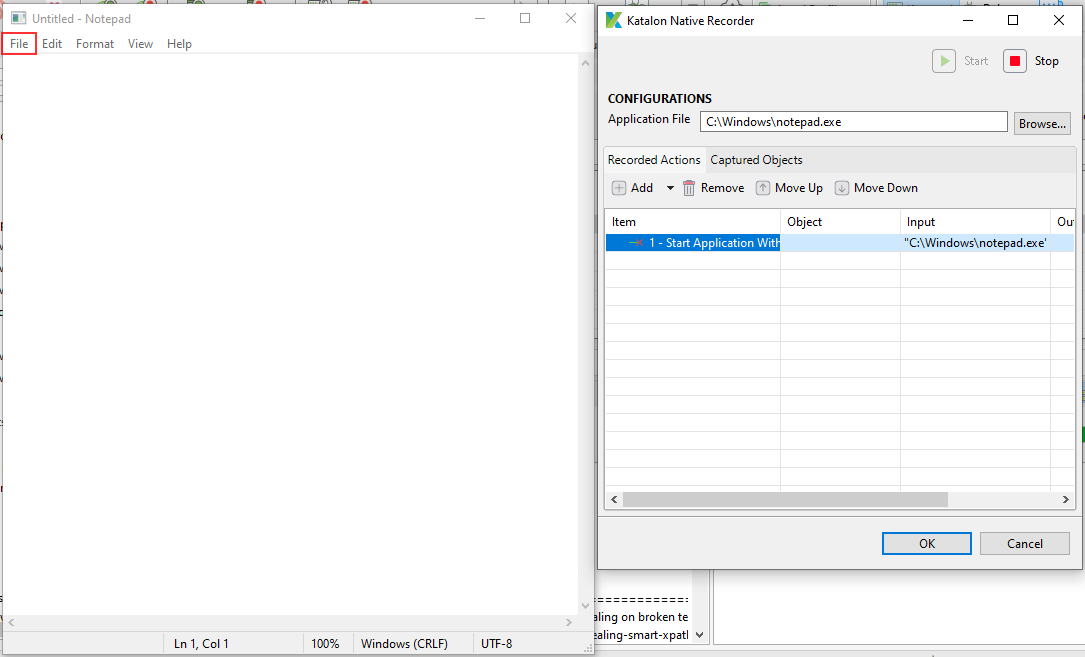 Untitled - Notepad
File Edit Format View Help
Ln 1, Col 1 100% Windows (CRLF) UTF-8
Katalon Native Recorder
Start Stop
CONFIGURATIONS
Application File C:\Windows\notepad.exe Browse...
Recorded Actions Captured Objects
Add Remove Move Up Move Down
Item Object Input Ou
1 - Start Application With "C:\Windows\notepad.exe"
OK Cancel
==============
aling on broken te
ealing-smart-xpath